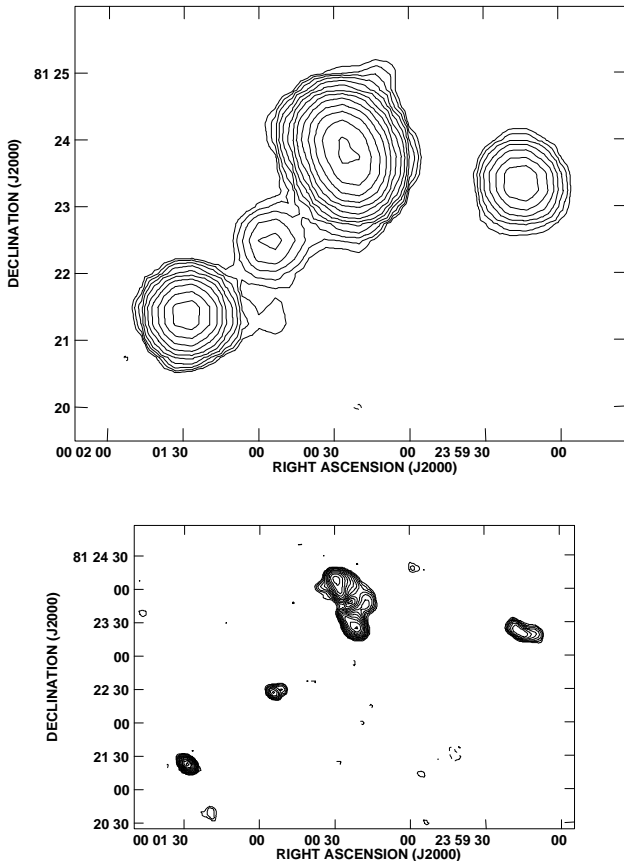 81 25
24
23
22
21
20
DECLINATION (J2000)
00 02 00 01 30 00 00 30 00 23 59 30 00
RIGHT ASCENSION (J2000)
81 24 30
00
23 30
00
22 30
00
21 30
00
20 30
DECLINATION (J2000)
00 01 30 00 00 30 00 23 59 30 00
RIGHT ASCENSION (J2000)